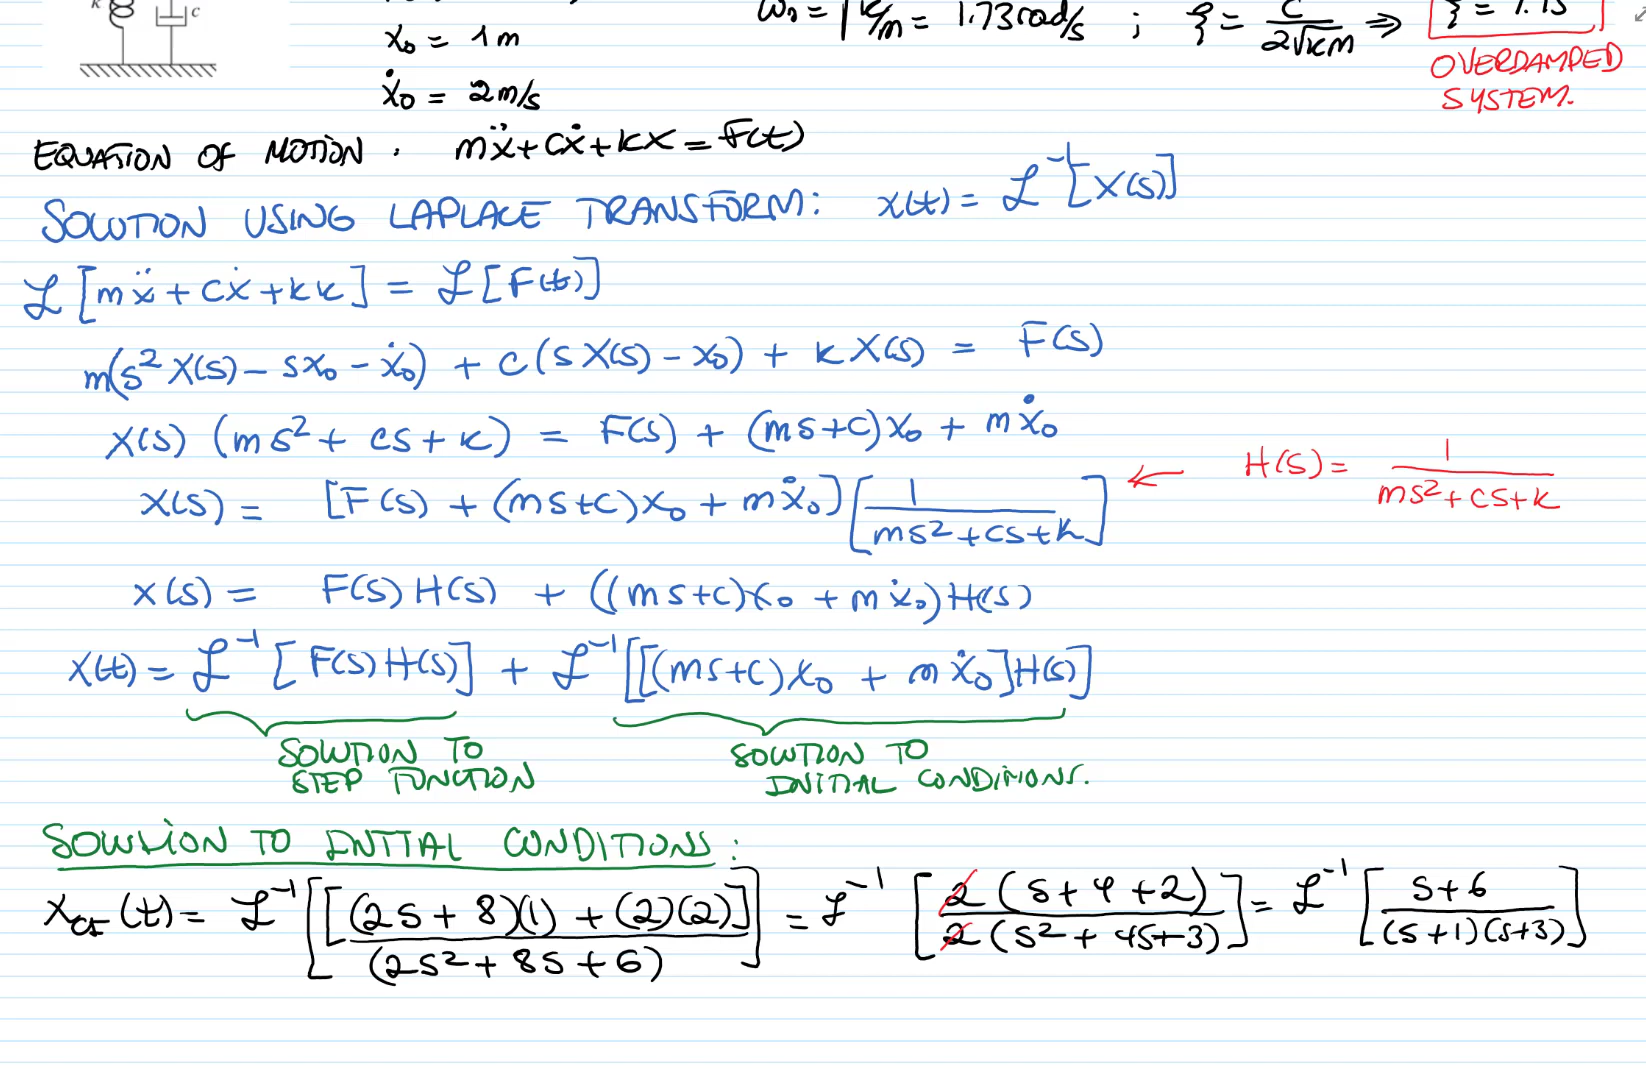 k c
x₀ = 1 m
ω₀ = √k/m = 1.73 rad/s ; ξ = c / 2√km ⇒ ξ = 1.15
ẋ₀ = 2 m/s
OVERDAMPED
SYSTEM.
EQUATION OF MOTION . mẍ + cẋ + kx = F(t)
SOLUTION USING LAPLACE TRANSFORM: x(t) = ℒ⁻¹[X(s)]
ℒ[mẍ + cẋ + kx] = ℒ[F(t)]
m(s²X(s) – sx₀ – ẋ₀) + c(sX(s) – x₀) + kX(s) = F(s)
X(s) (ms² + cs + k) = F(s) + (ms+c)x₀ + mẋ₀
X(s) = [F(s) + (ms+c)x₀ + mẋ₀][1 / ms² + cs + k] ← H(s) = 1 / ms² + cs + k
X(s) = F(s)H(s) + ((ms+c)x₀ + mẋ₀)H(s)
x(t) = ℒ⁻¹[F(s)H(s)] + ℒ⁻¹[[(ms+c)x₀ + mẋ₀]H(s)]
SOLUTION TO
STEP FUNCTION
SOLUTION TO
INITIAL CONDITIONS.
SOLUTION TO INITIAL CONDITIONS:
(t) = ℒ⁻¹[[(2s + 8)(1) + (2)(2)] / (2s² + 8s + 6)] = ℒ⁻¹[2(s + 4 + 2) / 2(s² + 4s + 3)] = ℒ⁻¹[s + 6 / (s+1)(s+3)]